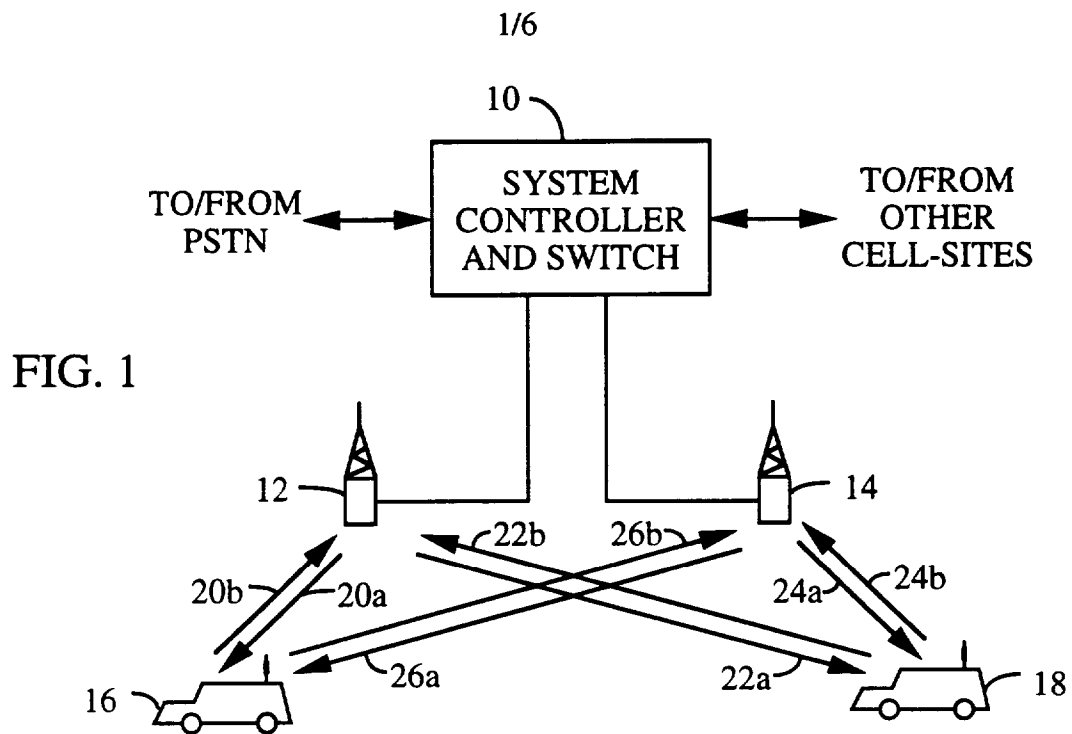 1/6
10
SYSTEM
CONTROLLER
AND SWITCH
TO/FROM
PSTN
TO/FROM
OTHER
CELL-SITES
FIG. 1
12
14
22b
26b
20b
20a
24a
24b
26a
22a
16
18